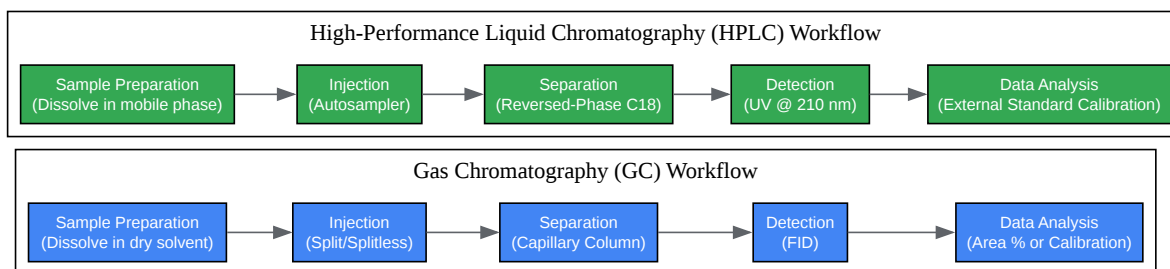 High-Performance Liquid Chromatography (HPLC) Workflow
Sample Preparation
(Dissolve in mobile phase)
Injection
(Autosampler)
Separation
(Reversed-Phase C18)
Detection
(UV @ 210 nm)
Data Analysis
(External Standard Calibration)
Gas Chromatography (GC) Workflow
Sample Preparation
(Dissolve in dry solvent)
Injection
(Split/Splitless)
Separation
(Capillary Column)
Detection
(FID)
Data Analysis
(Area % or Calibration)